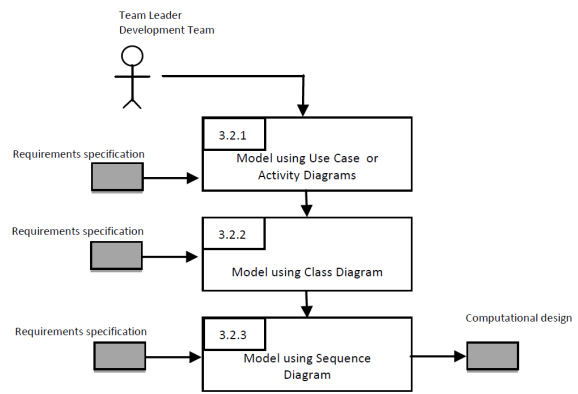 Team Leader
Development Team
3.2.1
Requirements specification
Model using Use Case or
Activity Diagrams
Requirements specification
3.2.2
Model using Class Diagram
Requirements specification
3.2.3
Computational design
Model using Sequence
Diagram